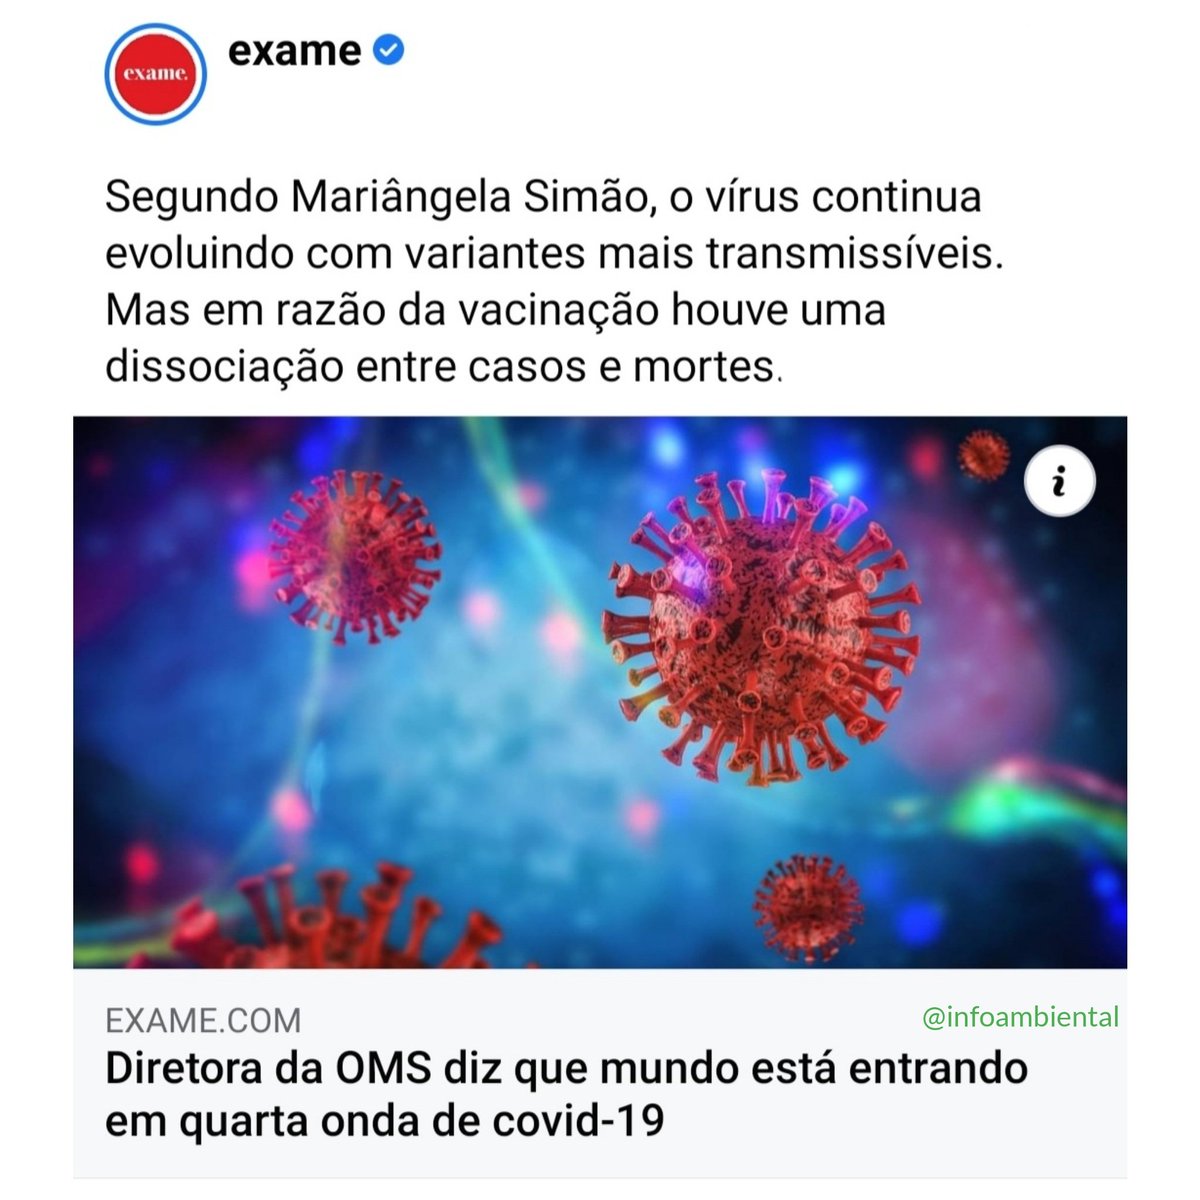 exame.
exame
Segundo Mariângela Simão, o vírus continua
evoluindo com variantes mais transmissíveis.
Mas em razão da vacinação houve uma
dissociação entre casos e mortes.
i
EXAME.COM
@infoambiental
Diretora da OMS diz que mundo está entrando
em quarta onda de covid-19